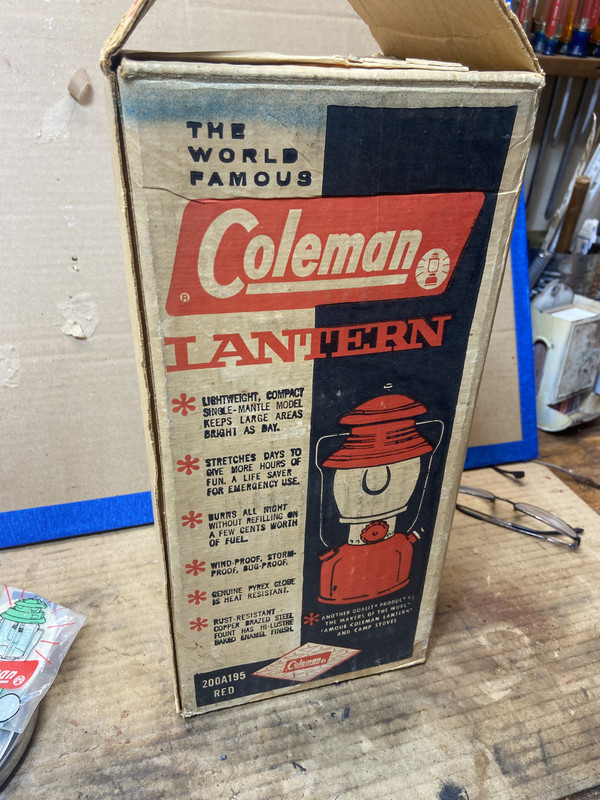 THE
WORLD
FAMOUS
Coleman
®
LANTERN
* LIGHTWEIGHT, COMPACT
SINGLE-MANTLE MODEL
KEEPS LARGE AREAS
BRIGHT AS DAY.
* STRETCHES DAYS TO
GIVE MORE HOURS OF
FUN. A LIFE SAVER
FOR EMERGENCY USE.
* BURNS ALL NIGHT
WITHOUT REFILLING ON
A FEW CENTS WORTH
OF FUEL.
* WIND-PROOF, STORM-
PROOF, BUG-PROOF.
* GENUINE PYREX GLOBE
IS HEAT RESISTANT.
* RUST-RESISTANT
COPPER BRAZED STEEL
FOUNT HAS HI-LUSTRE
BAKED ENAMEL FINISH.
* ANOTHER QUALITY PRODUCT
THE MAKERS OF THE WORLD
FAMOUS COLEMAN LANTERN
AND CAMP STOVES
Coleman
200A195
RED